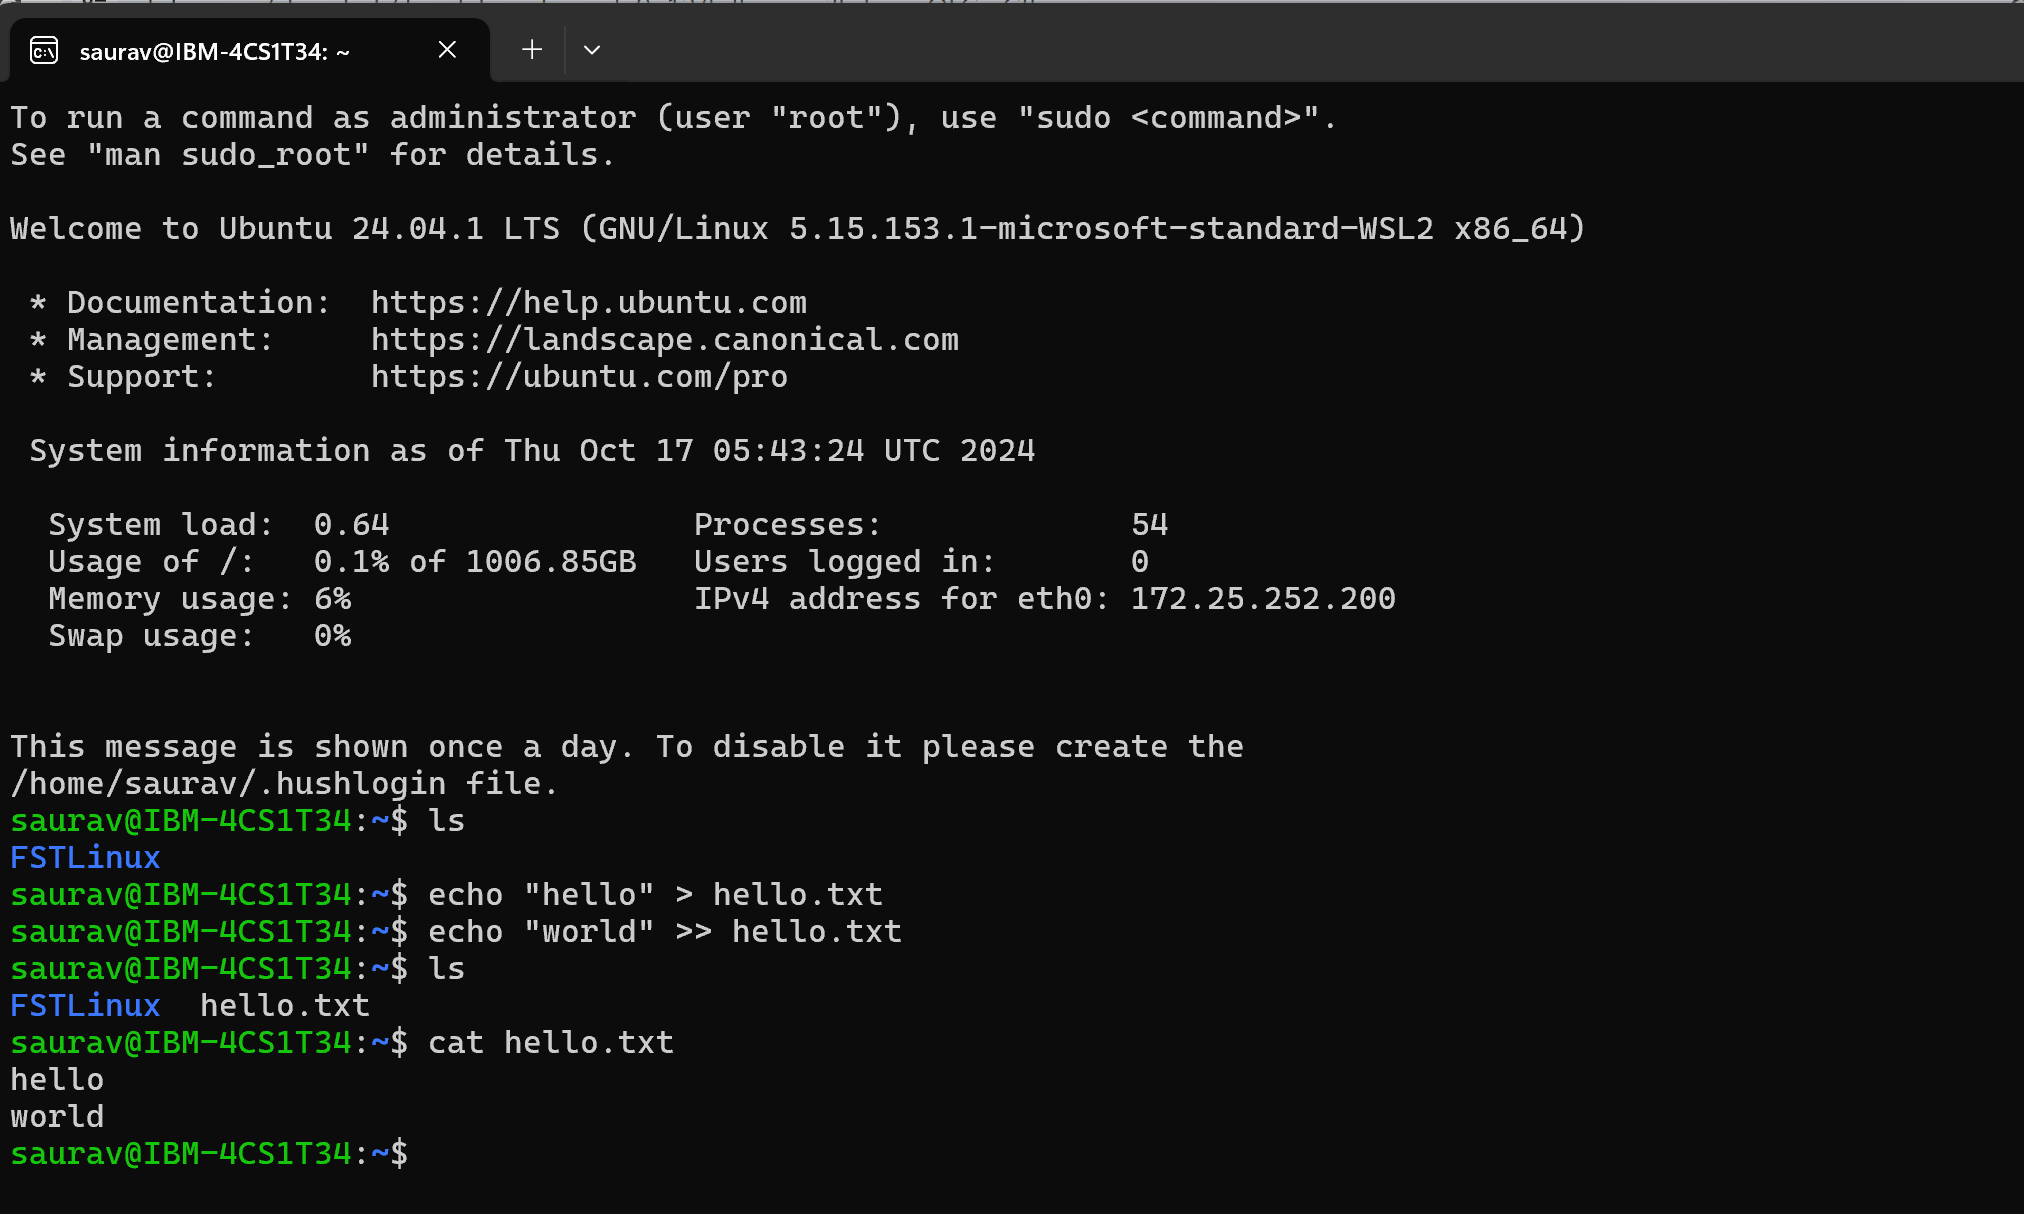 saurav@IBM-4CS1T34: ~
To run a command as administrator (user "root"), use "sudo <command>".
See "man sudo_root" for details.
Welcome to Ubuntu 24.04.1 LTS (GNU/Linux 5.15.153.1-microsoft-standard-WSL2 x86_64)
* Documentation:  https://help.ubuntu.com
* Management:     https://landscape.canonical.com
* Support:        https://ubuntu.com/pro
System information as of Thu Oct 17 05:43:24 UTC 2024
System load:  0.64                Processes:             54
Usage of /:   0.1% of 1006.85GB   Users logged in:       0
Memory usage: 6%                  IPv4 address for eth0: 172.25.252.200
Swap usage:   0%
This message is shown once a day. To disable it please create the
/home/saurav/.hushlogin file.
saurav@IBM-4CS1T34:~$ ls
FSTLinux
saurav@IBM-4CS1T34:~$ echo "hello" > hello.txt
saurav@IBM-4CS1T34:~$ echo "world" >> hello.txt
saurav@IBM-4CS1T34:~$ ls
FSTLinux  hello.txt
saurav@IBM-4CS1T34:~$ cat hello.txt
hello
world
saurav@IBM-4CS1T34:~$